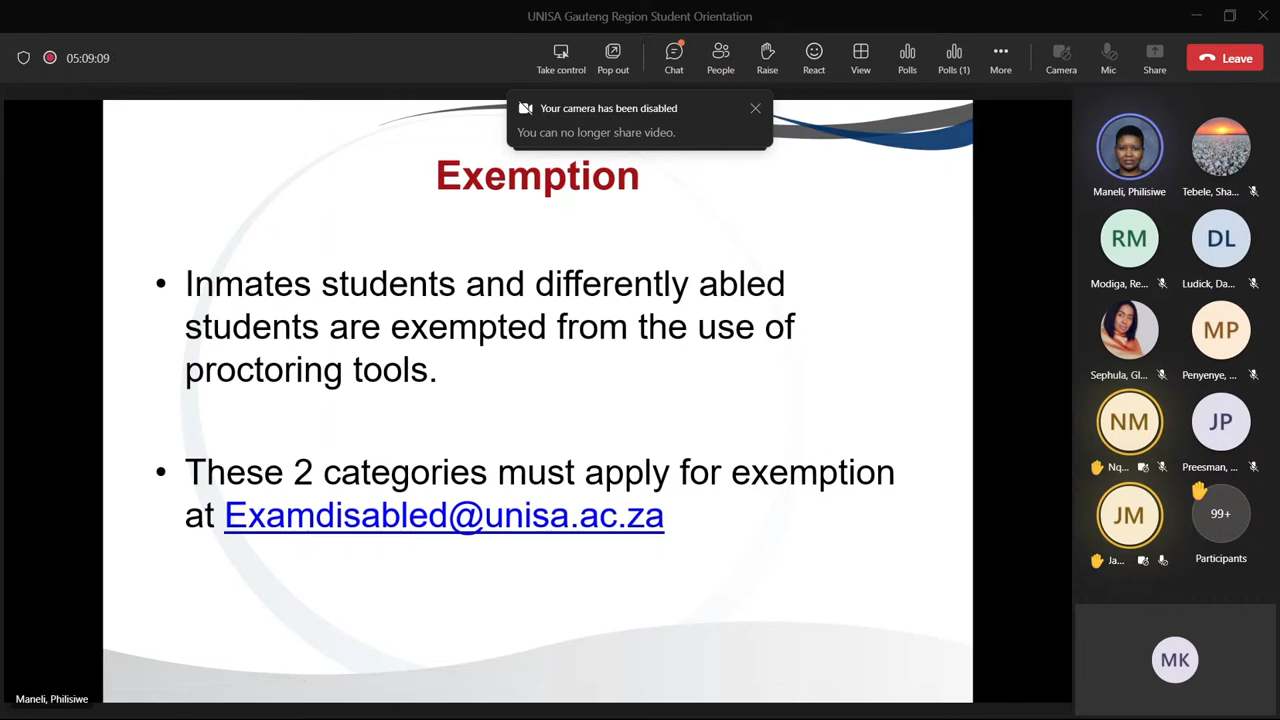 UNISA Gauteng Region Student Orientation
05:09:09
Take control
Pop out
Chat
People
Raise
React
View
Polls
Polls (1)
More
Camera
Mic
Share
Leave
Your camera has been disabled
You can no longer share video.
Exemption
• Inmates students and differently abled
students are exempted from the use of
proctoring tools.
• These 2 categories must apply for exemption
at Examdisabled@unisa.ac.za
Maneli, Philisiwe
Maneli, Philisiwe
Tebele, Sha...
RM
DL
Modiga, Re...
Ludick, Da...
MP
Sephula, Gl...
Penyenye, ...
NM
JP
Nq...
Preesman, ...
JM
99+
Ja...
Participants
MK